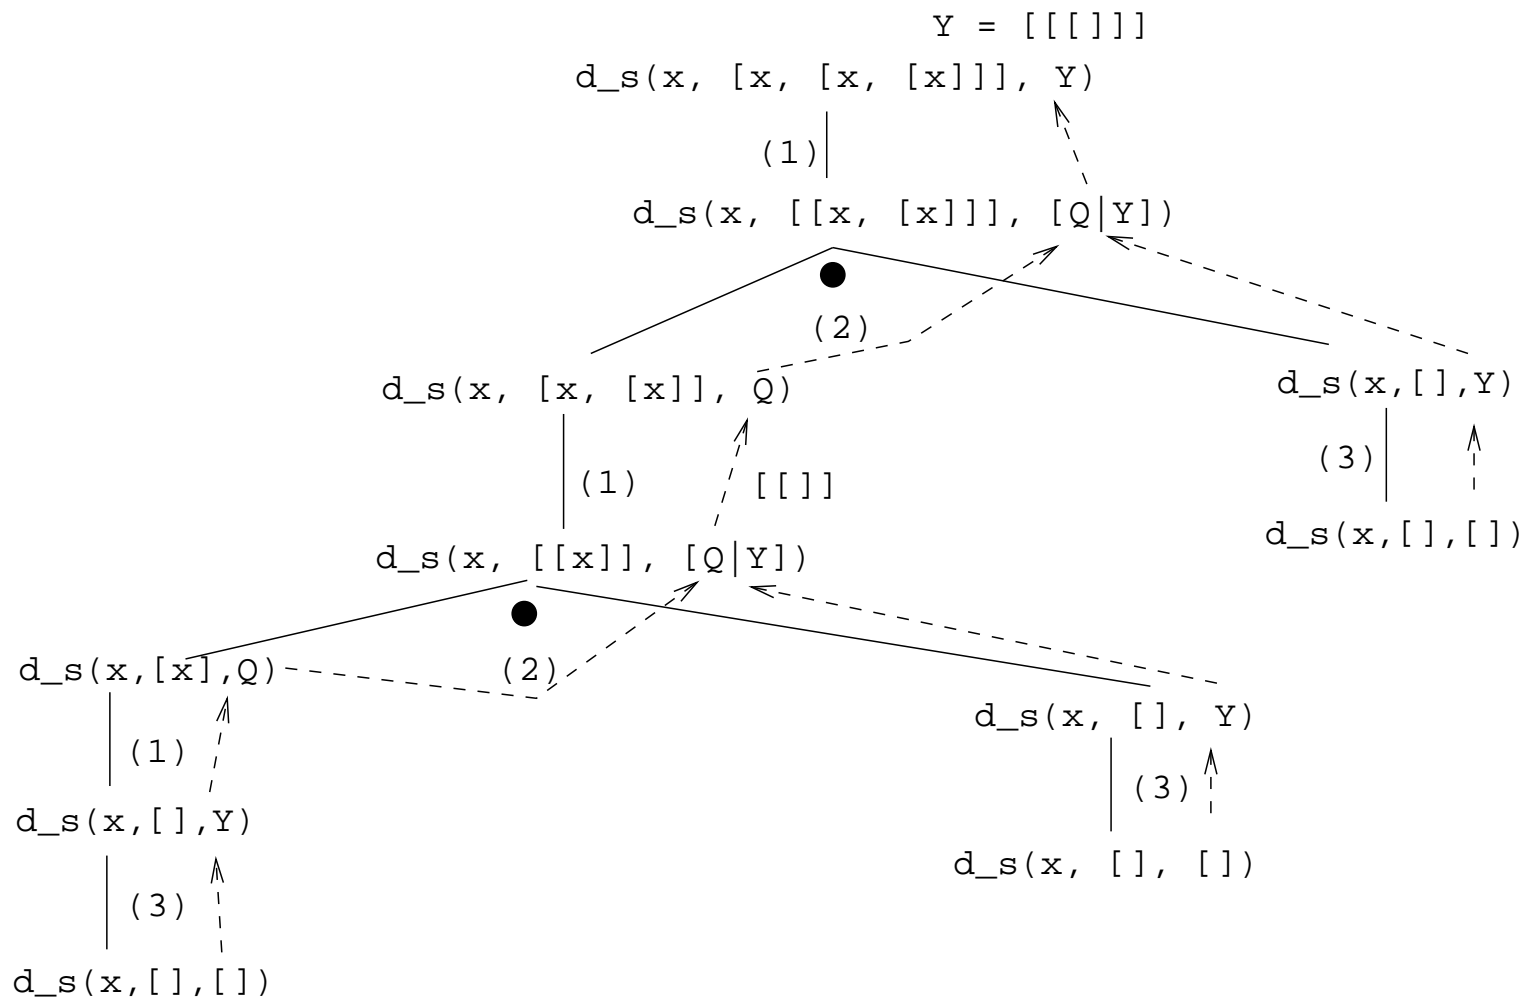 Y = [[[]]]
d_s(x, [x, [x, [x]]], Y)
(1)
d_s(x, [[x, [x]]], [Q|Y])
(2)
d_s(x, [x, [x]], Q)
d_s(x,[],Y)
(3)
(1)
[[]]
d_s(x,[],[])
d_s(x, [[x]], [Q|Y])
d_s(x,[x],Q)
(2)
d_s(x, [], Y)
(1)
(3)
d_s(x,[],Y)
d_s(x, [], [])
(3)
d_s(x,[],[])